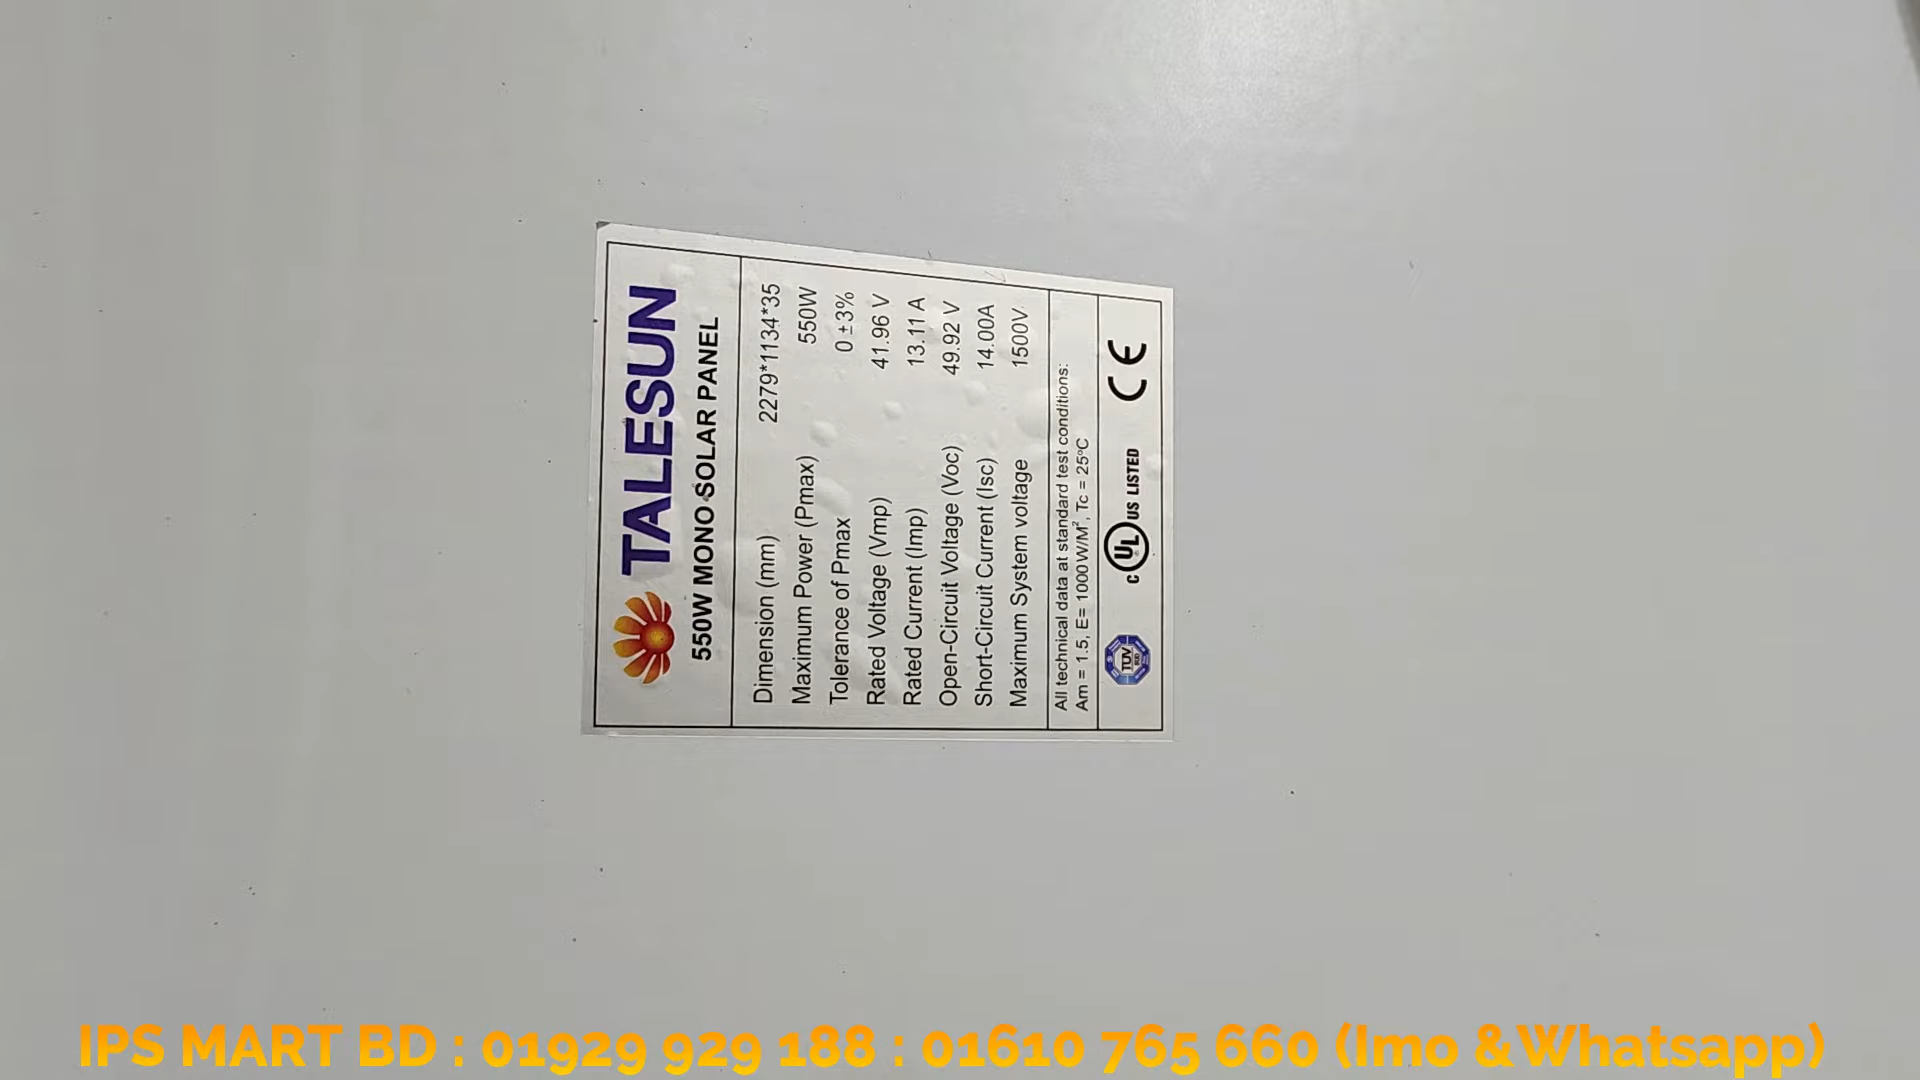 TALESUN
550W MONO SOLAR PANEL
Dimension (mm) 2279*1134*35
Maximum Power (Pmax) 550W
Tolerance of Pmax 0 ±3%
Rated Voltage (Vmp) 41.96 V
Rated Current (Imp) 13.11 A
Open-Circuit Voltage (Voc) 49.92 V
Short-Circuit Current (Isc) 14.00A
Maximum System voltage 1500V
All technical data at standard test conditions:
Am = 1.5, E= 1000W/M², Tc = 25°C
TUV c UL US LISTED CE
IPS MART BD : 01929 929 188 : 01610 765 660 (Imo &Whatsapp)